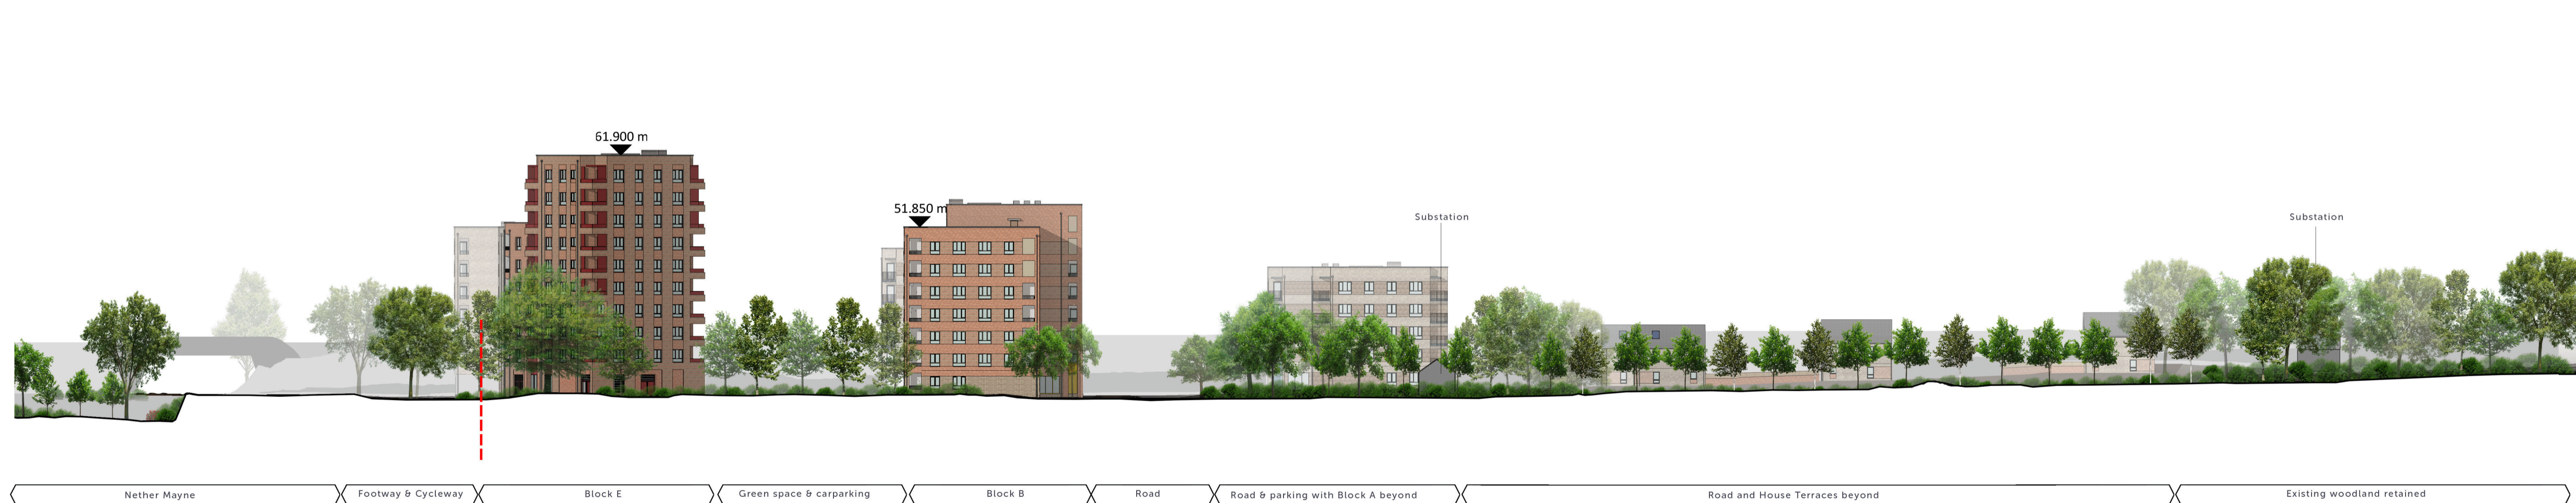 61.900 m
51.850 m
Substation
Substation
Nether Mayne
Footway & Cycleway
Block E
Green space & carparking
Block B
Road
Road & parking with Block A beyond
Road and House Terraces beyond
Existing woodland retained